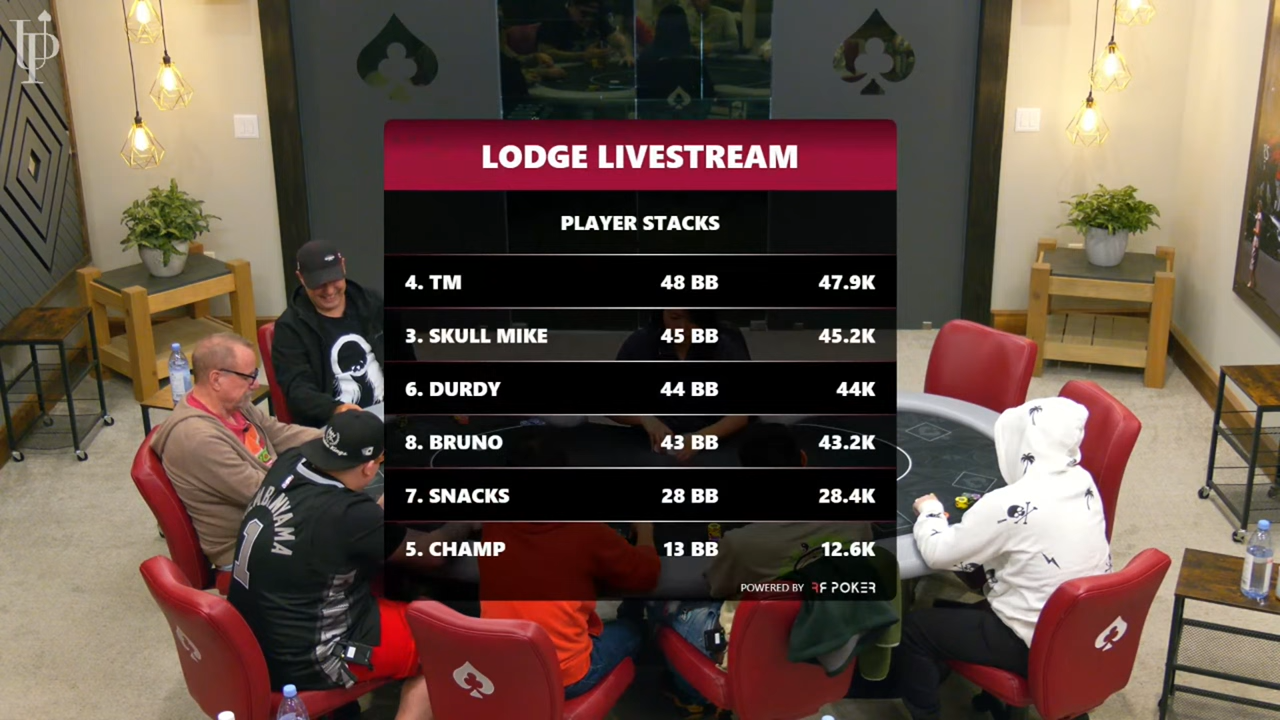 UP
LODGE LIVESTREAM
PLAYER STACKS
4. TM 48 BB 47.9K
3. SKULL MIKE 45 BB 45.2K
6. DURDY 44 BB 44K
8. BRUNO 43 BB 43.2K
7. SNACKS 28 BB 28.4K
5. CHAMP 13 BB 12.6K
POWERED BY RF POKER
1